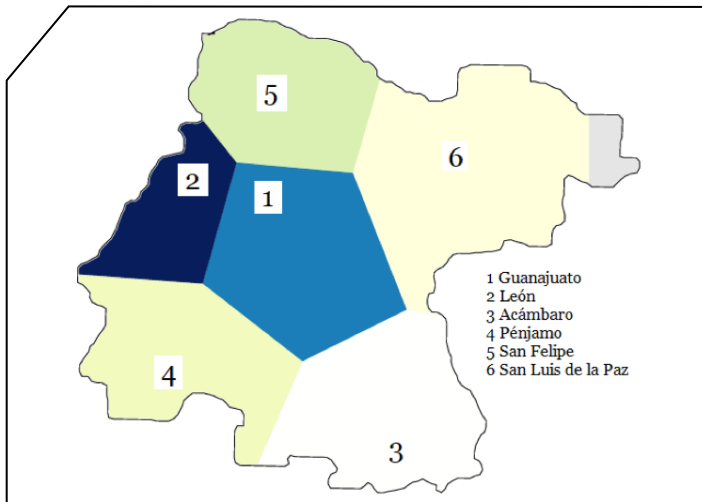 5
6
2
1
4
3
1 Guanajuato
2 León
3 Acámbaro
4 Pénjamo
5 San Felipe
6 San Luis de la Paz